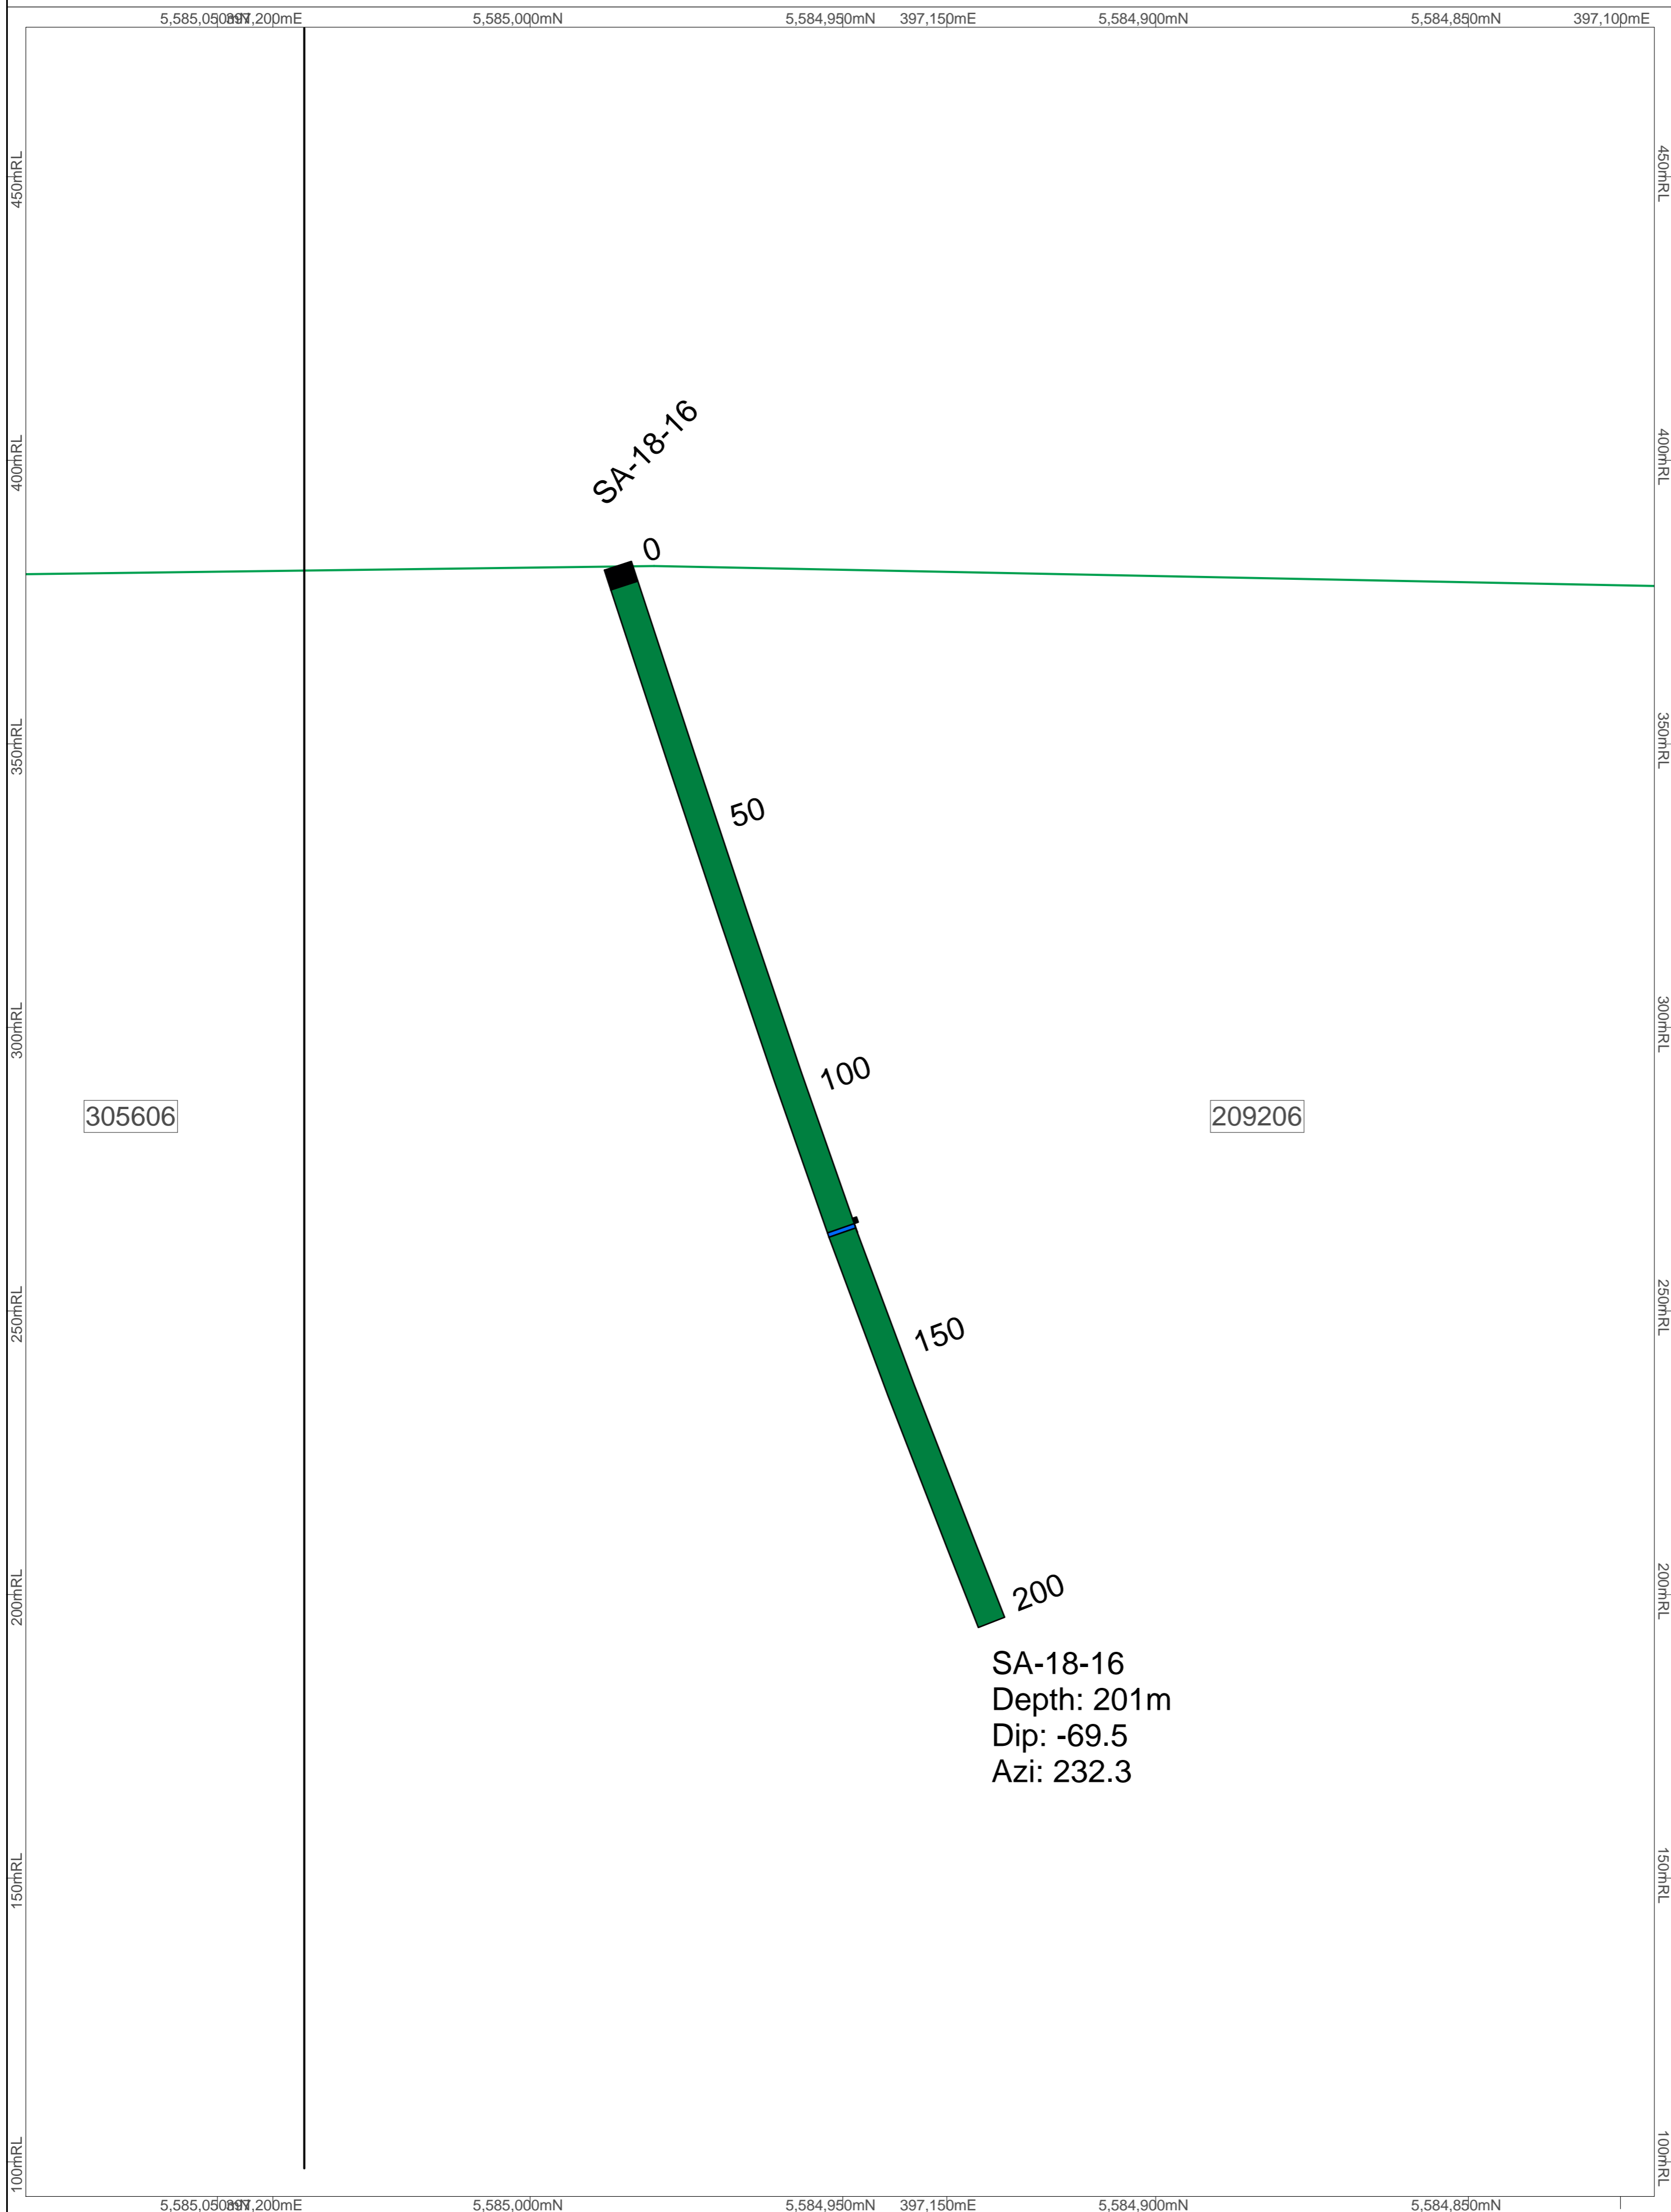 5,585,050mN 397,200mE 5,585,000mN 5,584,950mN 397,150mE 5,584,900mN 5,584,850mN 397,100mE
450mRL 450mRL
400mRL 400mRL
SA-18-16
0
350mRL 350mRL
50
300mRL 300mRL
100
305606 209206
250mRL 250mRL
150
200mRL 200mRL
200
SA-18-16
Depth: 201m
Dip: -69.5
Azi: 232.3
150mRL 150mRL
100mRL 100mRL
5,585,050mN 397,200mE 5,585,000mN 5,584,950mN 397,150mE 5,584,900mN 5,584,850mN